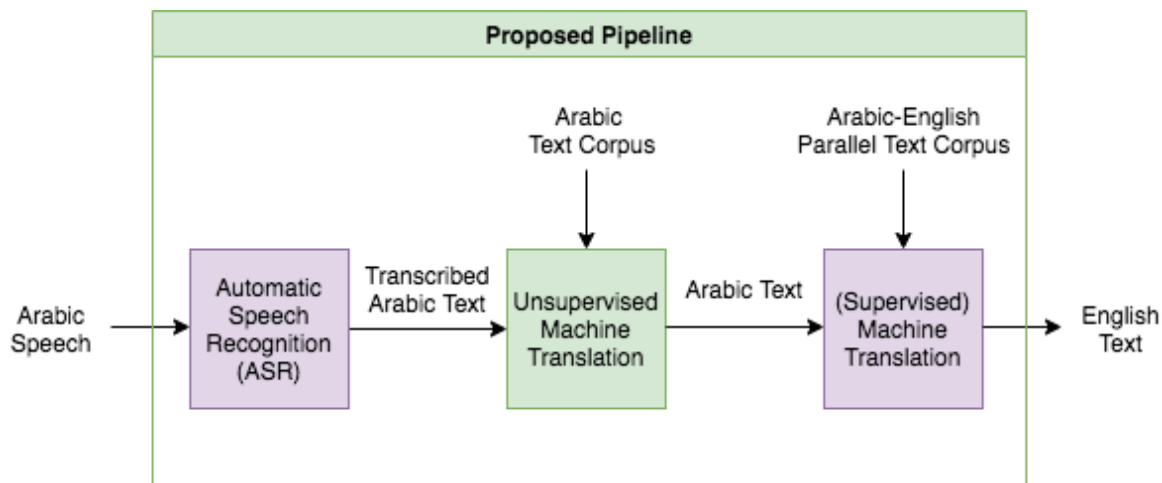 Proposed Pipeline
Arabic
Text Corpus
Arabic-English
Parallel Text Corpus
Arabic
Speech
Automatic
Speech
Recognition
(ASR)
Transcribed
Arabic Text
Unsupervised
Machine
Translation
Arabic Text
(Supervised)
Machine
Translation
English
Text